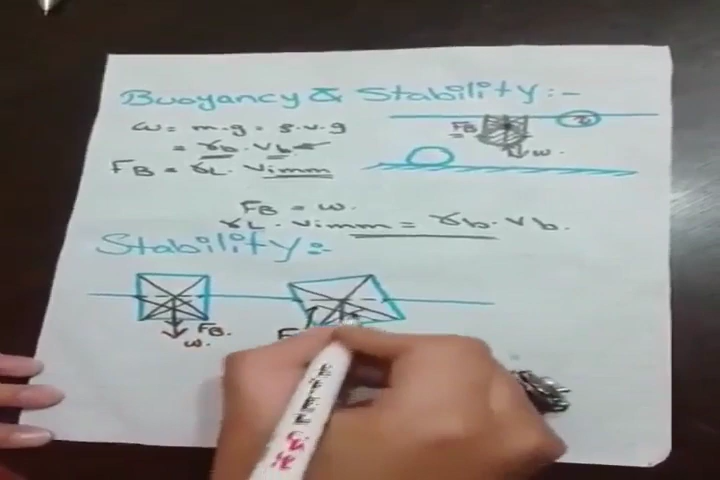 Buoyancy & Stability :-
w = m.g = ρ.v.g
= γb. Vb
FB = γL. Vimm
FB
w.
FB = w.
γL. Vimm = γb. Vb.
Stability :-
FB.
w.